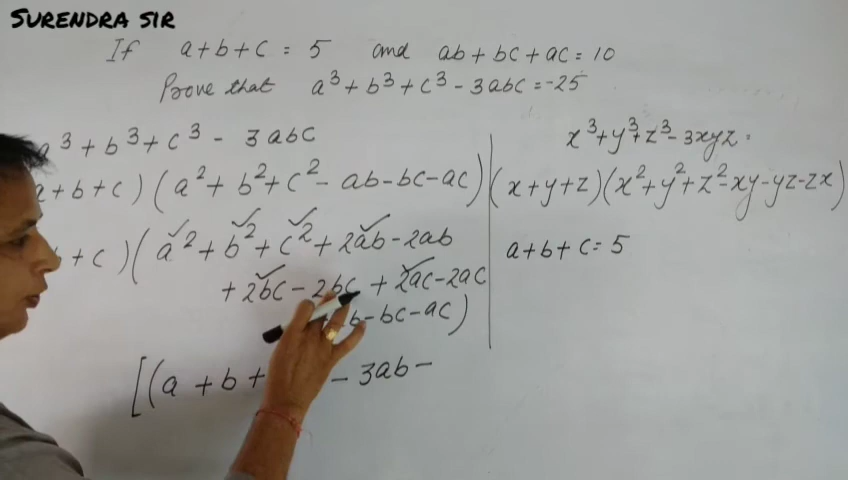 SURENDRA SIR
If a+b+c = 5 and ab+bc+ac=10
Prove that a³+b³+c³-3abc=-25
a³+b³+c³ - 3abc
a+b+c)(a²+b²+c²-ab-bc-ac)
+c)(a²+b²+c²+2ab-2ab
+2bc-2bc+2ac-2ac
b-bc-ac)
[(a+b+ -3ab-
x³+y³+z³-3xyz=
(x+y+z)(x²+y²+z²-xy-yz-zx)
a+b+c=5